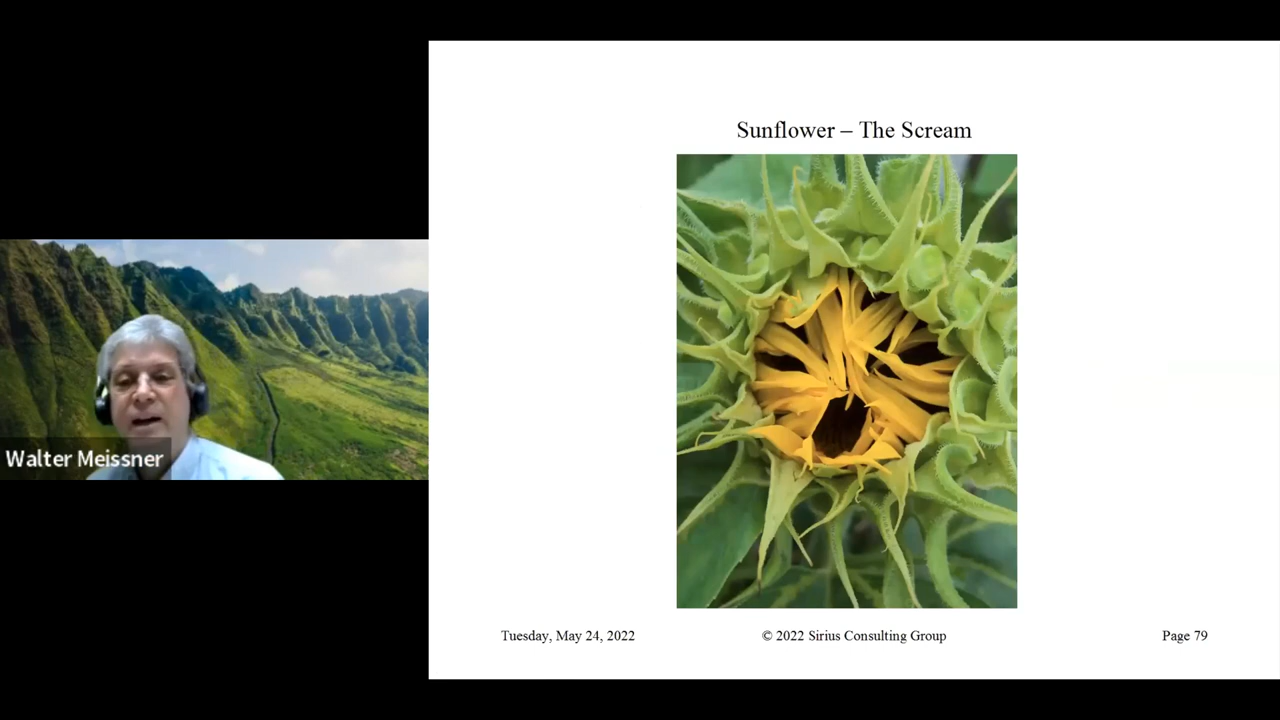 Walter Meissner
Sunflower – The Scream
Tuesday, May 24, 2022
© 2022 Sirius Consulting Group
Page 79